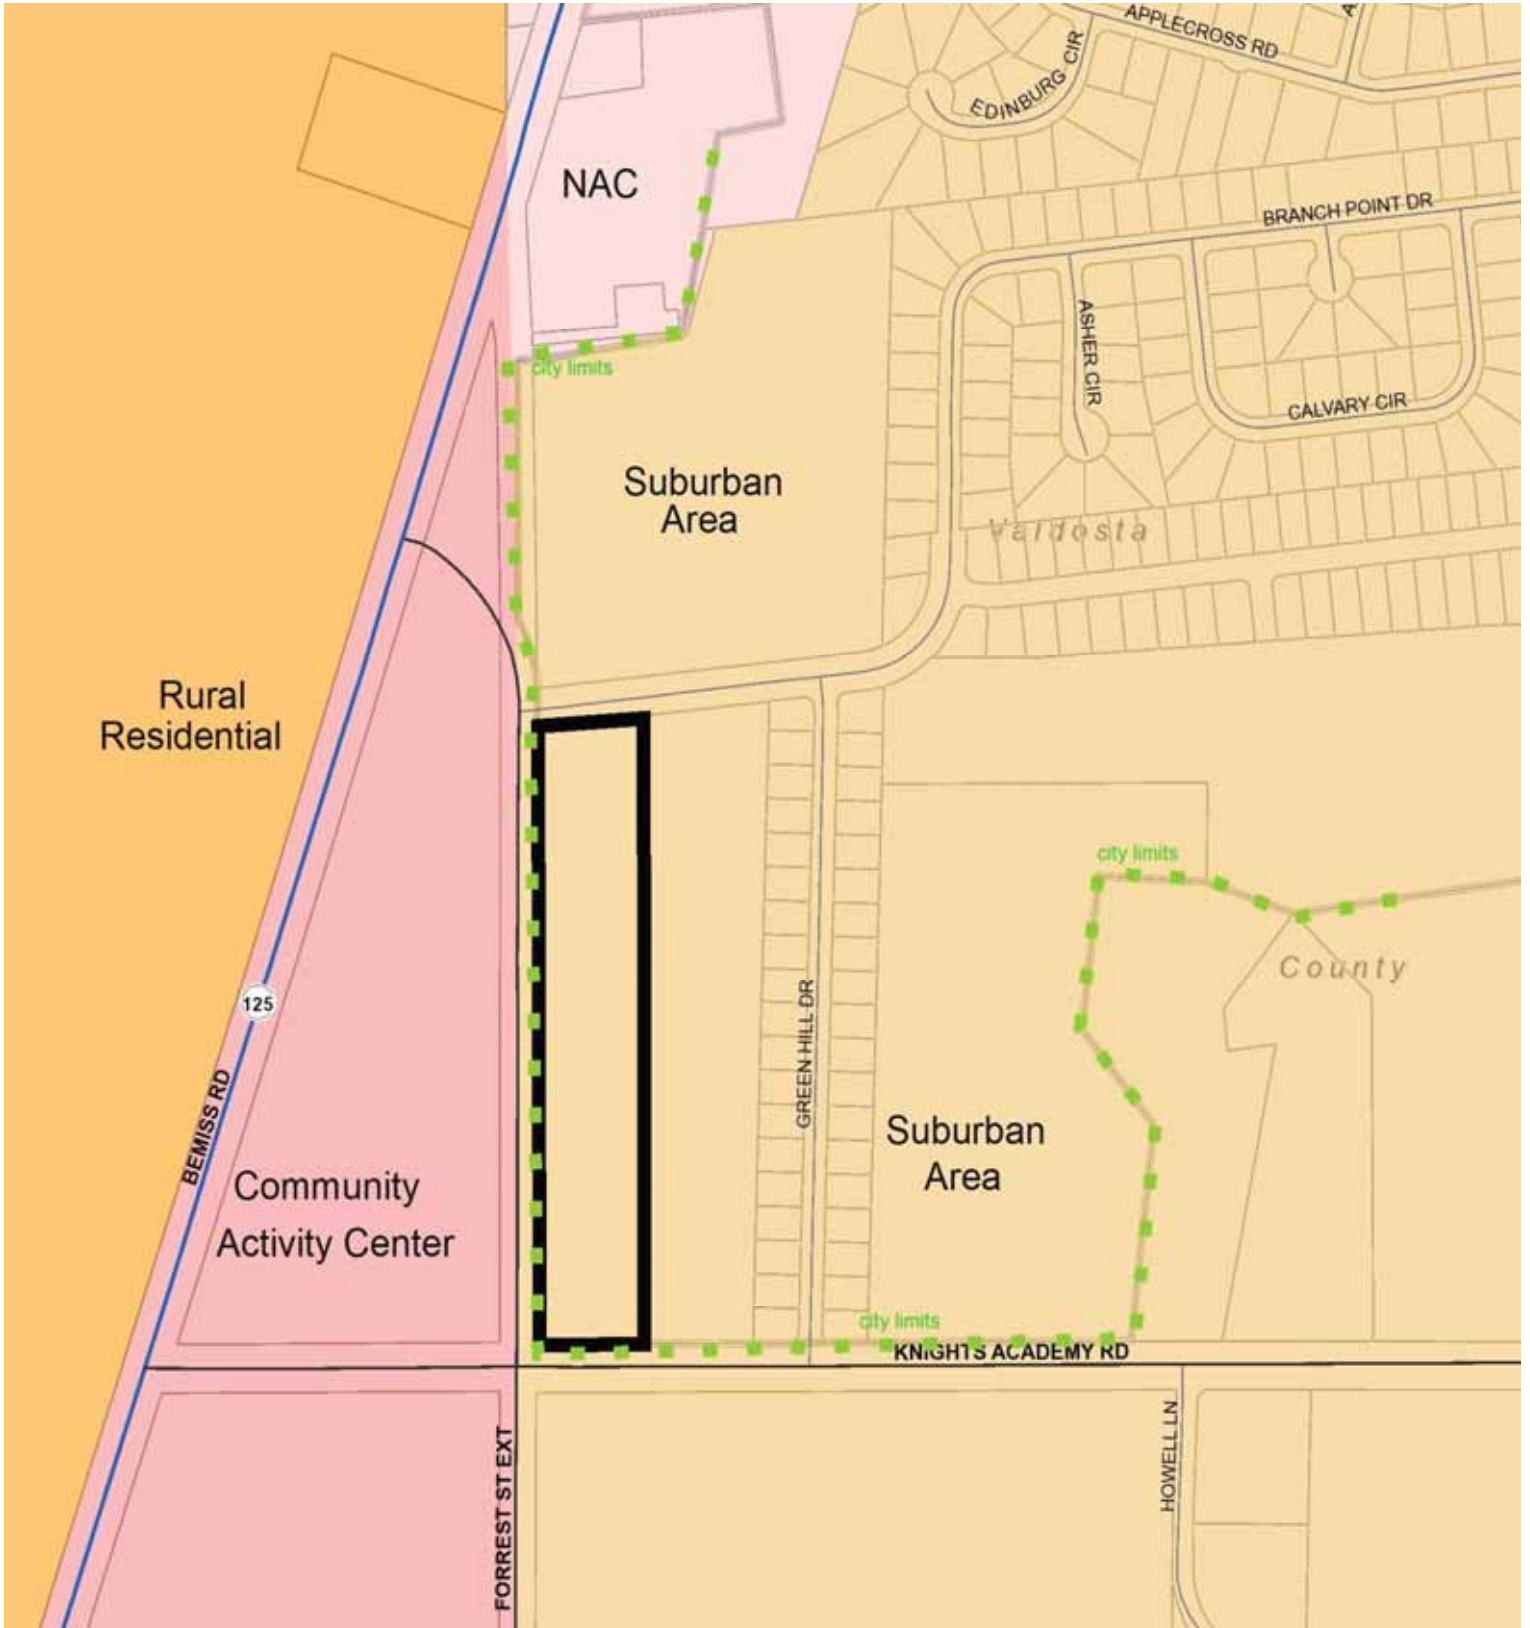 APPLECROSS RD
A
EDINBURG CIR
NAC
BRANCH POINT DR
ASHER CIR
city limits
CALVARY CIR
Suburban
Area
Valdosta
Rural
Residential
city limits
County
125
GREEN HILL DR
BEMISS RD
Suburban
Area
Community
Activity Center
city limits
KNIGHTS ACADEMY RD
FORREST ST EXT
HOWELL LN